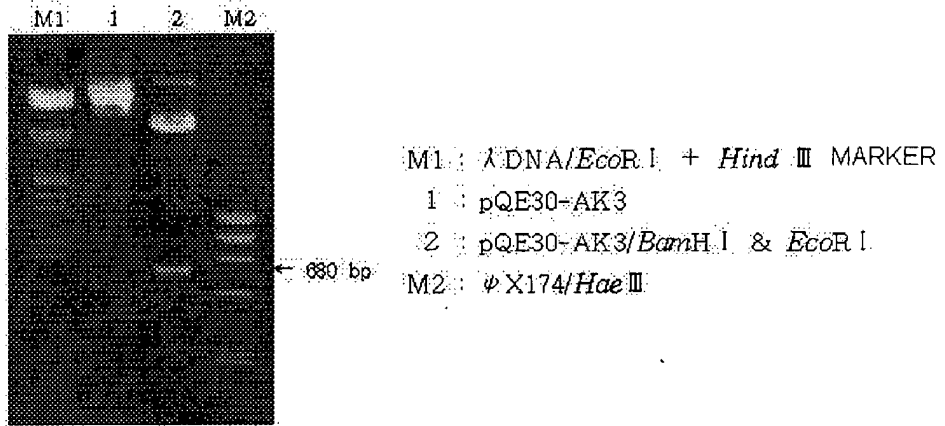 M1 1 2 M2
← 680 bp
M1 : λDNA/EcoR I + Hind Ⅲ MARKER
1 : pQE30-AK3
2 : pQE30-AK3/BamH I & EcoR I
M2 : ψX174/Hae Ⅲ